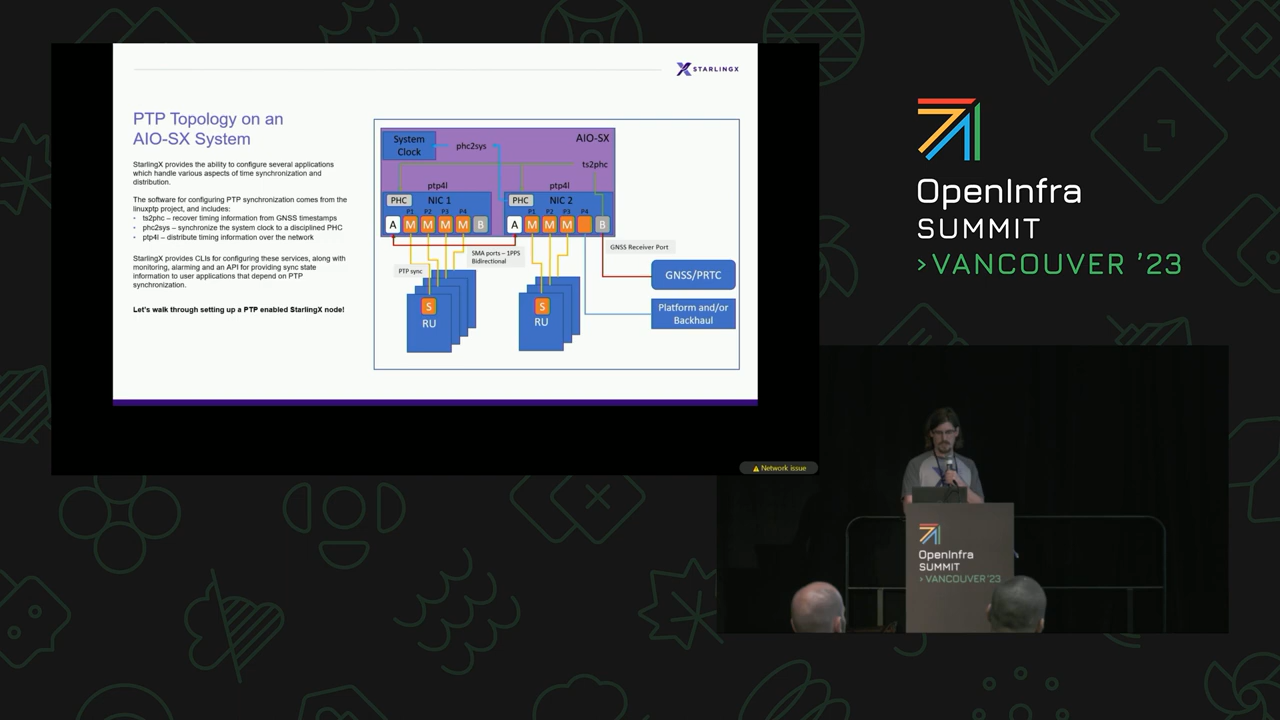 STARLINGX
PTP Topology on an
AIO-SX System
StarlingX provides the ability to configure several applications
which handle various aspects of time synchronization and
distribution.
The software for configuring PTP synchronization comes from the
linuxptp project, and includes:
• ts2phc – recover timing information from GNSS timestamps
• phc2sys – synchronize the system clock to a disciplined PHC
• ptp4l – distribute timing information over the network
StarlingX provides CLIs for configuring these services, along with
monitoring, alarming and an API for providing sync state
information to user applications that depend on PTP
synchronization.
Let's walk through setting up a PTP enabled StarlingX node!
System
Clock
phc2sys
AIO-SX
ts2phc
ptp4l
ptp4l
PHC
NIC 1
PHC
NIC 2
P1 P2 P3 P4
P1 P2 P3 P4
A M M M M B
A M M M B
PTP sync
SMA ports – 1PPS
Bidirectional
GNSS Receiver Port
GNSS/PRTC
Platform and/or
Backhaul
S
RU
S
RU
Network issue
OpenInfra
SUMMIT
>VANCOUVER '23
OpenInfra
SUMMIT
>VANCOUVER '23